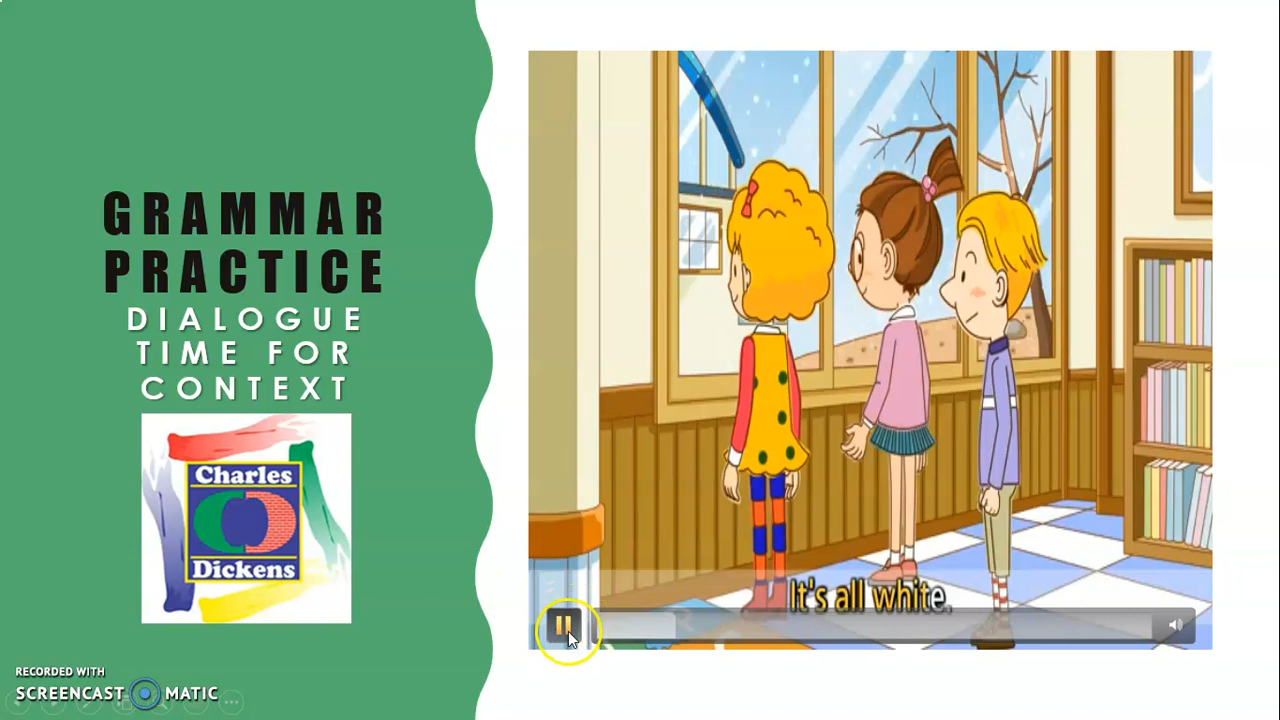 GRAMMAR
PRACTICE
DIALOGUE
TIME FOR
CONTEXT
Charles
Dickens
It's all white.
RECORDED WITH
SCREENCAST MATIC